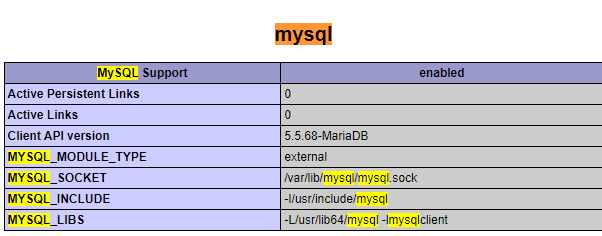 mysql
MySQL Support enabled
Active Persistent Links 0
Active Links 0
Client API version 5.5.68-MariaDB
MYSQL_MODULE_TYPE external
MYSQL_SOCKET /var/lib/mysql/mysql.sock
MYSQL_INCLUDE -I/usr/include/mysql
MYSQL_LIBS -L/usr/lib64/mysql -lmysqlclient